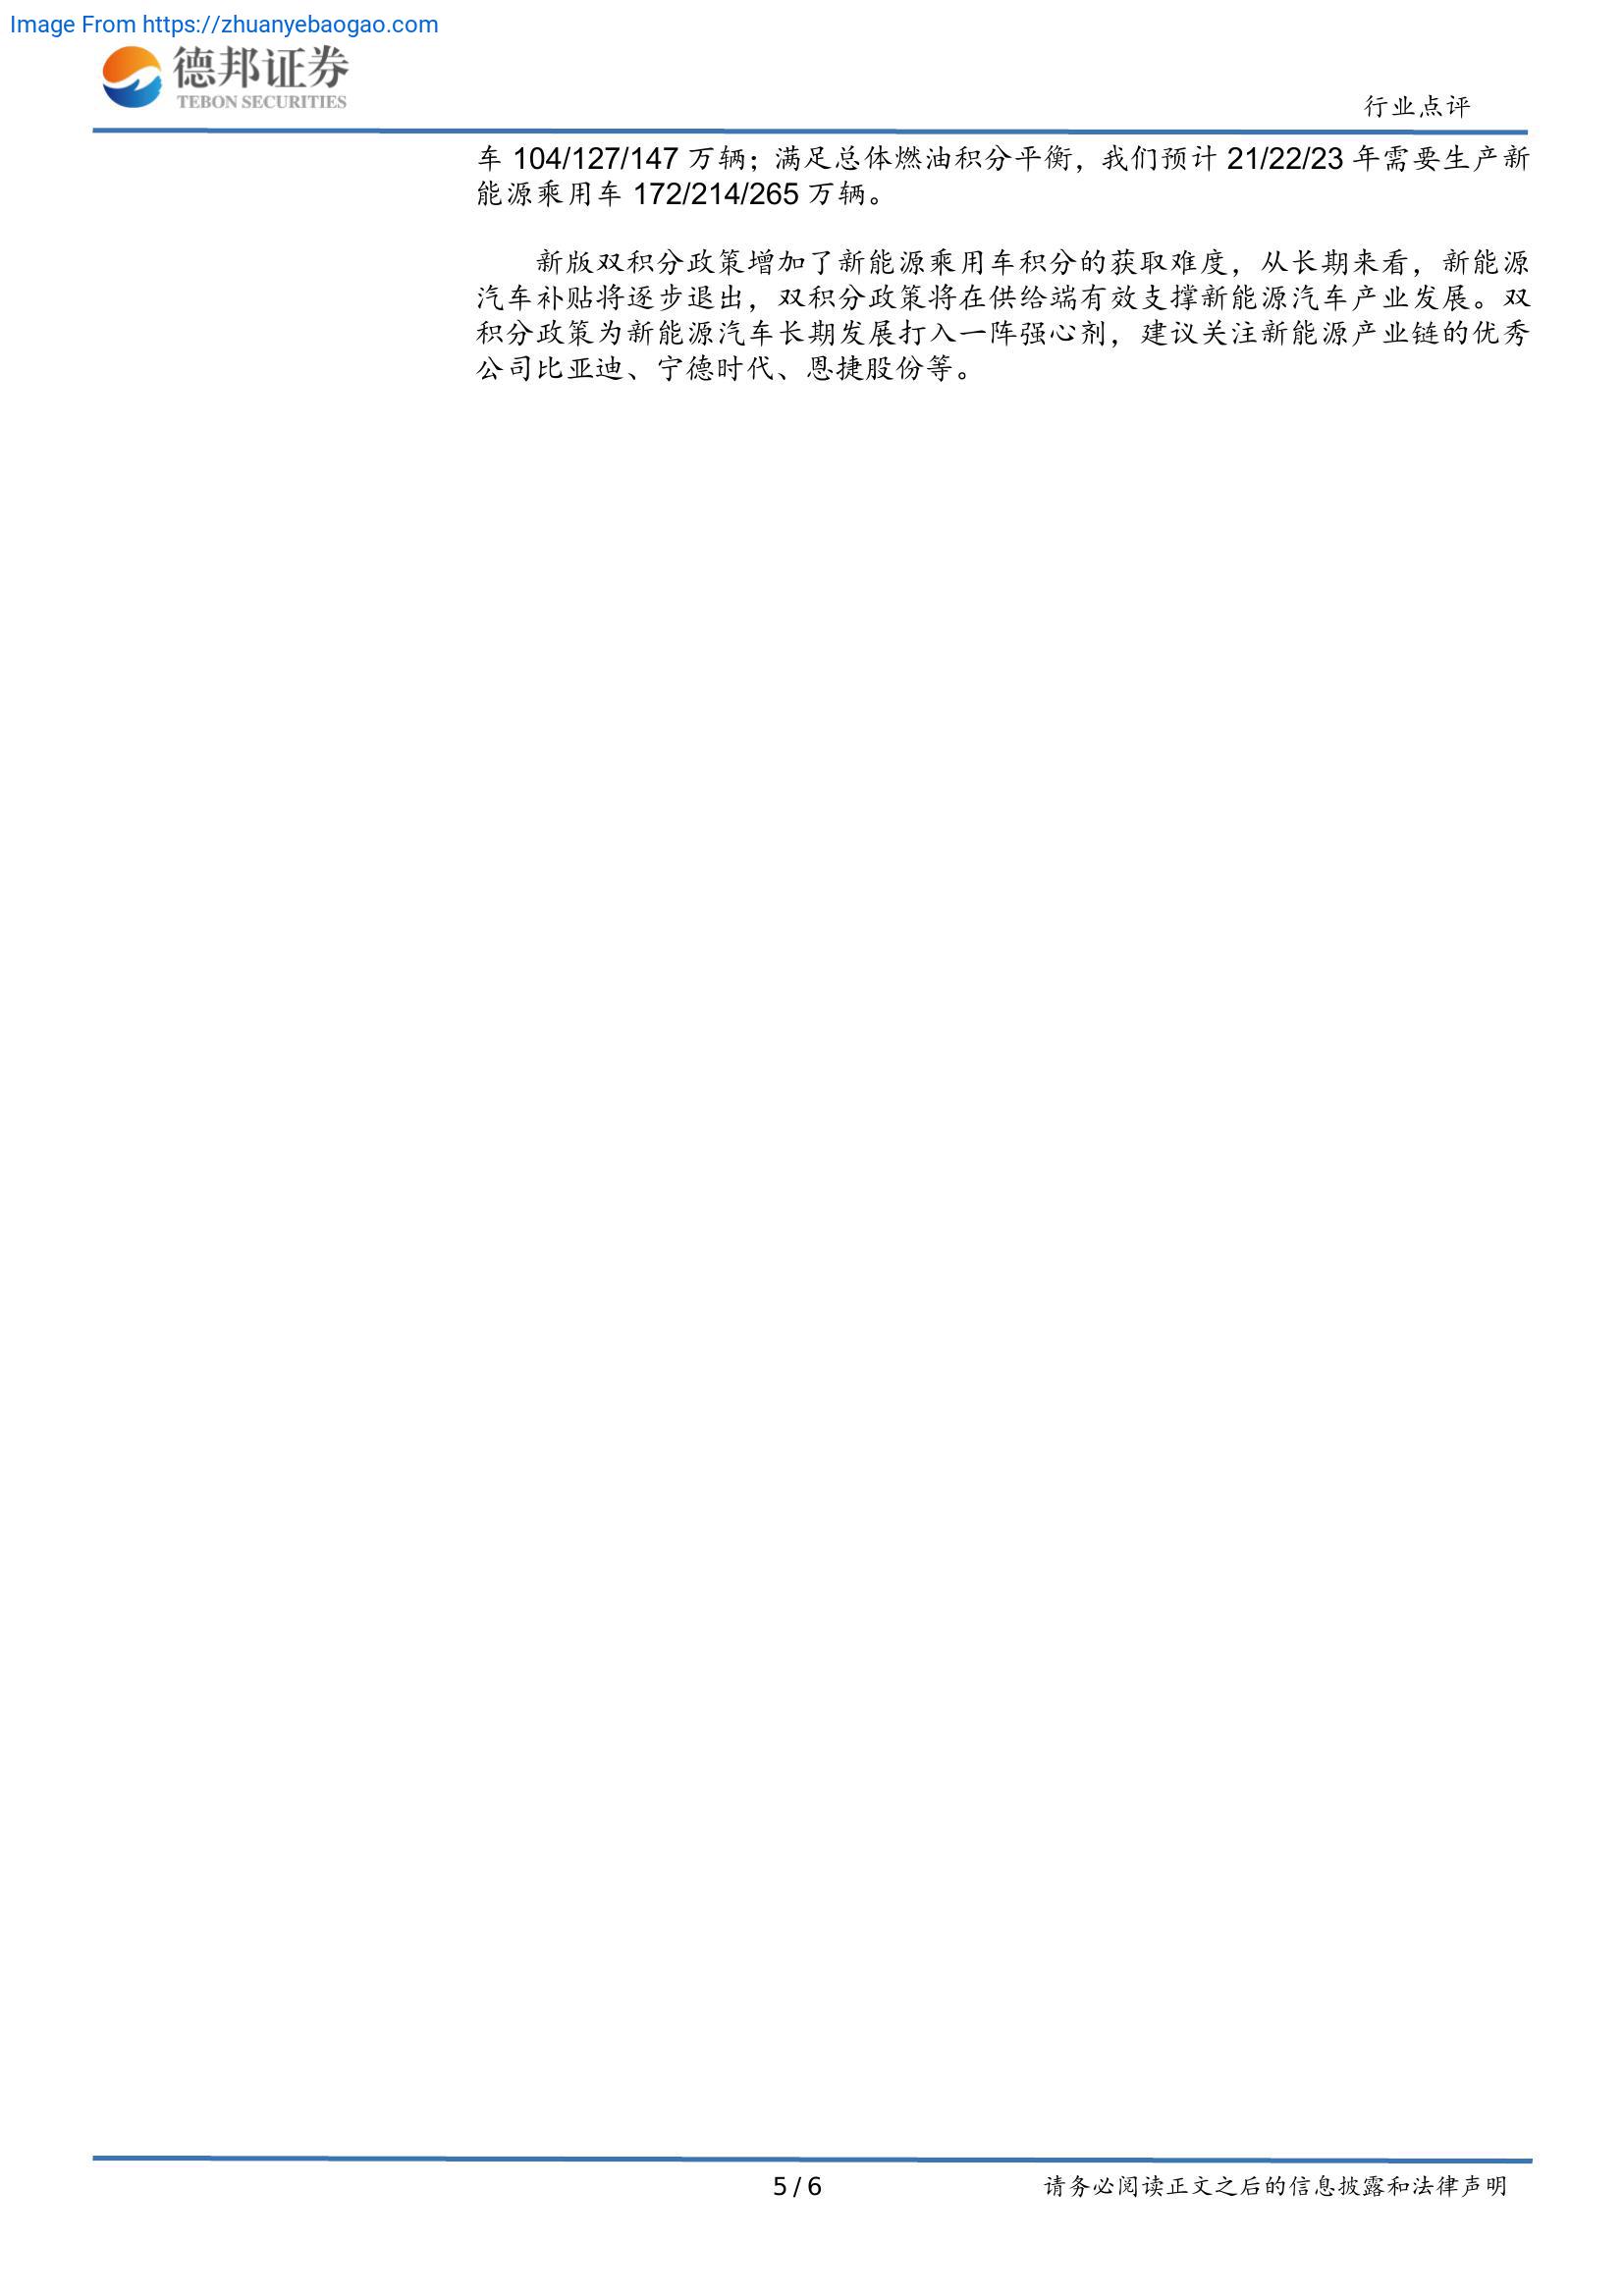 Image From https://zhuanyebaogao.com
德邦证券
TEBON SECURITIES
行业点评
车 104/127/147 万辆；满足总体燃油积分平衡，我们预计 21/22/23 年需要生产新
能源乘用车 172/214/265 万辆。
新版双积分政策增加了新能源乘用车积分的获取难度，从长期来看，新能源
汽车补贴将逐步退出，双积分政策将在供给端有效支撑新能源汽车产业发展。双
积分政策为新能源汽车长期发展打入一阵强心剂，建议关注新能源产业链的优秀
公司比亚迪、宁德时代、恩捷股份等。
5 / 6
请务必阅读正文之后的信息披露和法律声明